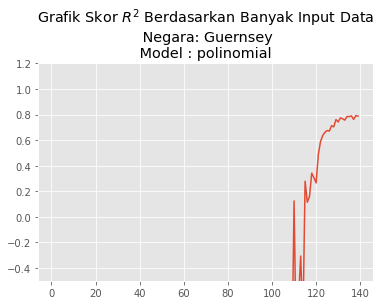 Grafik Skor R² Berdasarkan Banyak Input Data
Negara: Guernsey
Model : polinomial
1.2
1.0
0.8
0.6
0.4
0.2
0.0
−0.2
−0.4
0 20 40 60 80 100 120 140